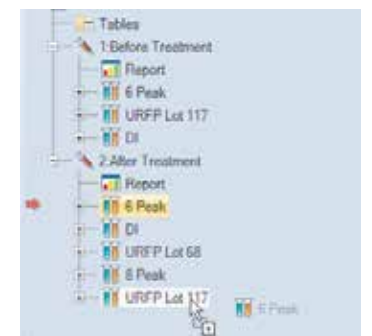 Tables
1:Before Treatment
Report
6 Peak
URFP Lot 117
DI
2:After Treatment
Report
6 Peak
DI
URFP Lot 68
8 Peak
URFP Lot 117
6 Peak